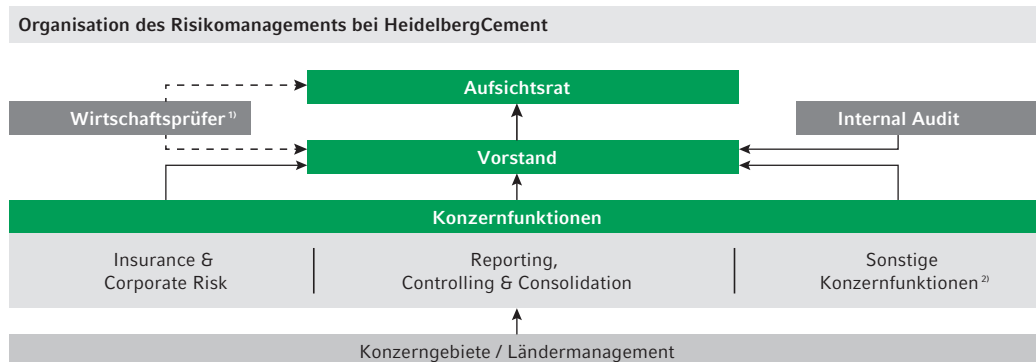 Organisation des Risikomanagements bei HeidelbergCement
Aufsichtsrat
Wirtschaftsprüfer 1)
Internal Audit
Vorstand
Konzernfunktionen
Insurance &
Corporate Risk
Reporting,
Controlling & Consolidation
Sonstige
Konzernfunktionen 2)
Konzerngebiete / Ländermanagement